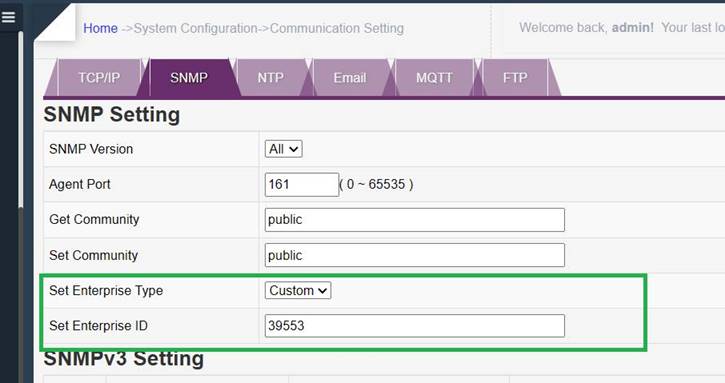 Home ->System Configuration->Communication Setting
Welcome back, admin! Your last lo
TCP/IP SNMP NTP Email MQTT FTP
SNMP Setting
SNMP Version All
Agent Port 161 ( 0 ~ 65535 )
Get Community public
Set Community public
Set Enterprise Type Custom
Set Enterprise ID 39553
SNMPv3 Setting